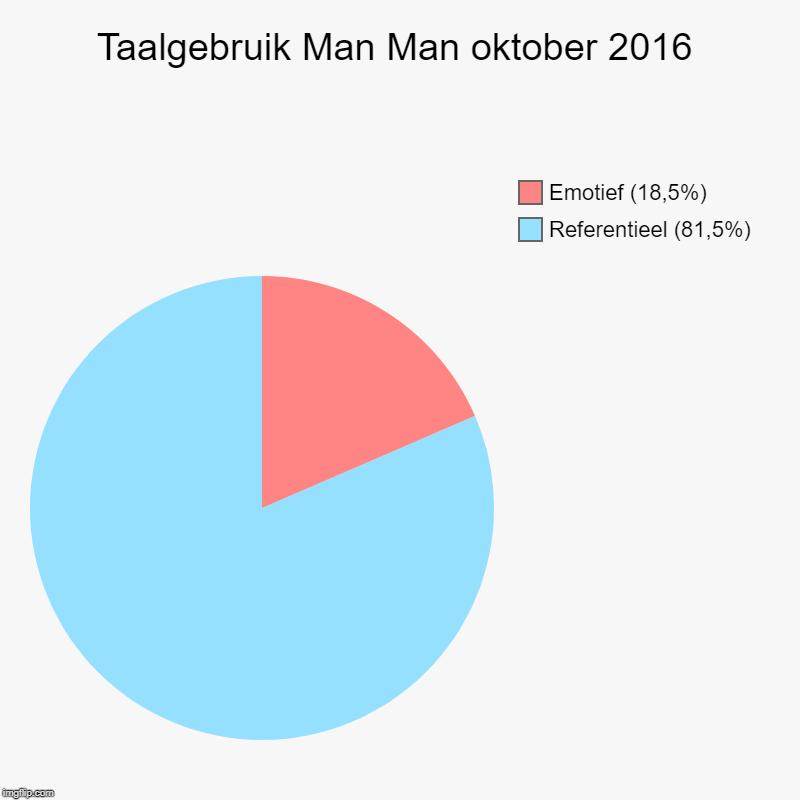 Taalgebruik Man Man oktober 2016
Emotief (18,5%)
Referentieel (81,5%)
imgflip.com